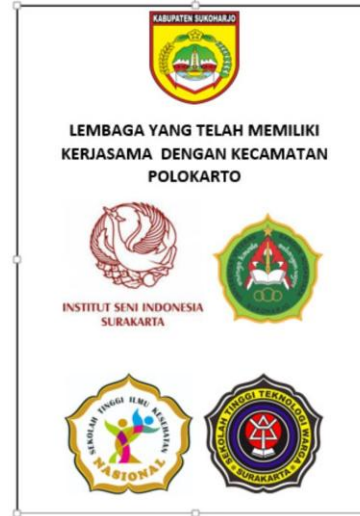 KABUPATEN SUKOHARJO
LEMBAGA YANG TELAH MEMILIKI
KERJASAMA DENGAN KECAMATAN
POLOKARTO
INSTITUT SENI INDONESIA
SURAKARTA
SEKOLAH TINGGI ILMU KESEHATAN
NASIONAL
SEKOLAH TINGGI TEKNOLOGI WARGA
SURAKARTA